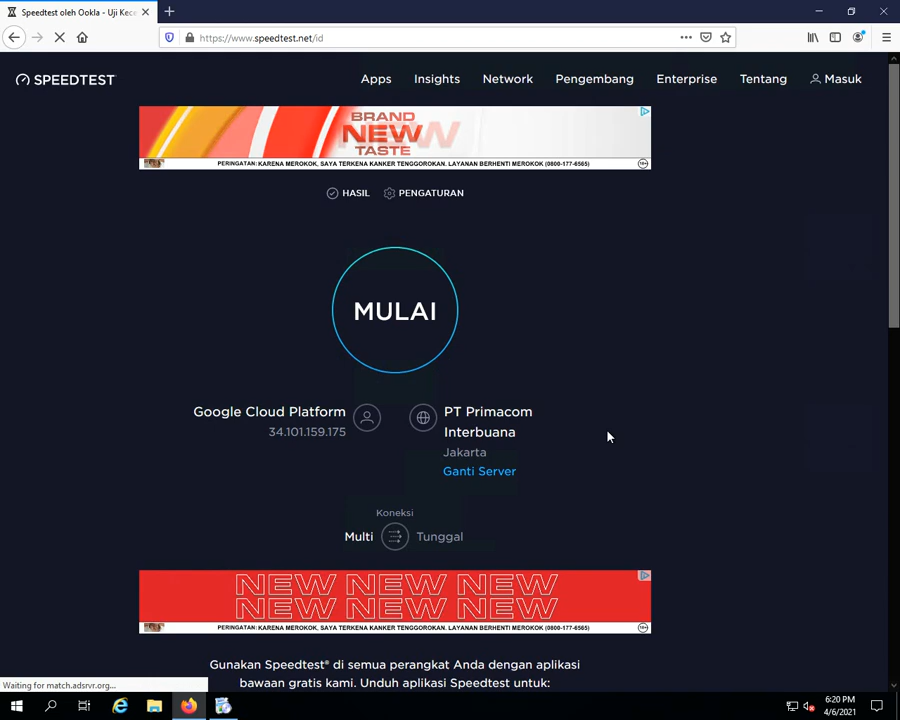 Speedtest oleh Ookla - Uji Kece
https://www.speedtest.net/id
SPEEDTEST
Apps
Insights
Network
Pengembang
Enterprise
Tentang
Masuk
BRAND
NEW
TASTE
PERINGATAN: KARENA MEROKOK, SAYA TERKENA KANKER TENGGOROKAN. LAYANAN BERHENTI MEROKOK (0800-177-6565)
18+
HASIL
PENGATURAN
MULAI
Google Cloud Platform
34.101.159.175
PT Primacom
Interbuana
Jakarta
Ganti Server
Koneksi
Multi
Tunggal
NEW NEW NEW
NEW NEW NEW
PERINGATAN: KARENA MEROKOK, SAYA TERKENA KANKER TENGGOROKAN. LAYANAN BERHENTI MEROKOK (0800-177-6565)
18+
Gunakan Speedtest® di semua perangkat Anda dengan aplikasi
bawaan gratis kami. Unduh aplikasi Speedtest untuk:
Waiting for match.adsrvr.org...
6:20 PM
4/6/2021